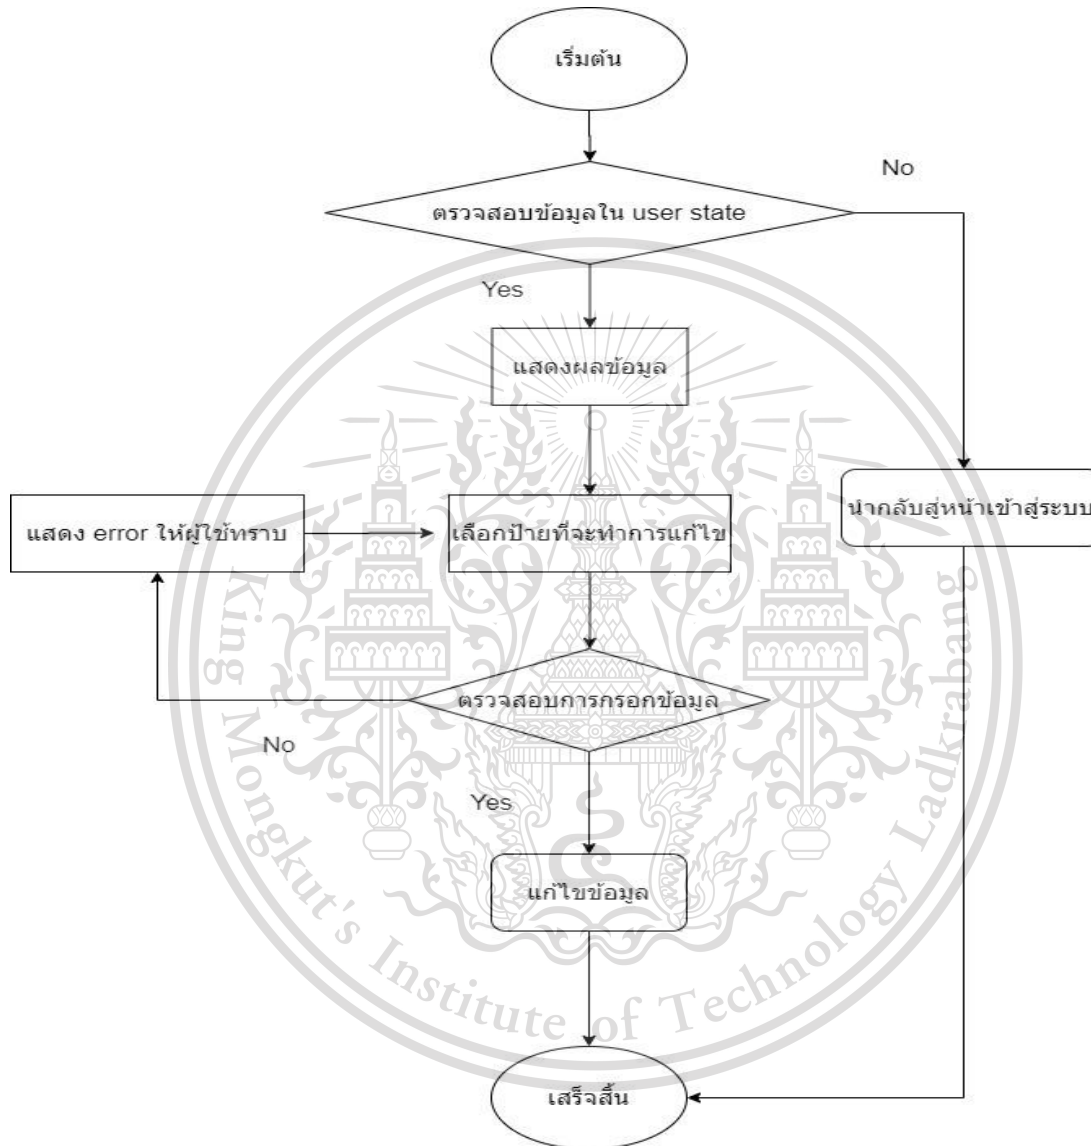 เริ่มต้น
No
ตรวจสอบข้อมูลใน user state
Yes
แสดงผลข้อมูล
นำกลับสู่หน้าเข้าสู่ระบบ
แสดง error ให้ผู้ใช้ทราบ
เลือกป้ายที่จะทำการแก้ไข
ตรวจสอบการกรอกข้อมูล
No
Yes
แก้ไขข้อมูล
เสร็จสิ้น
King Mongkut's Institute of Technology Ladkrabang